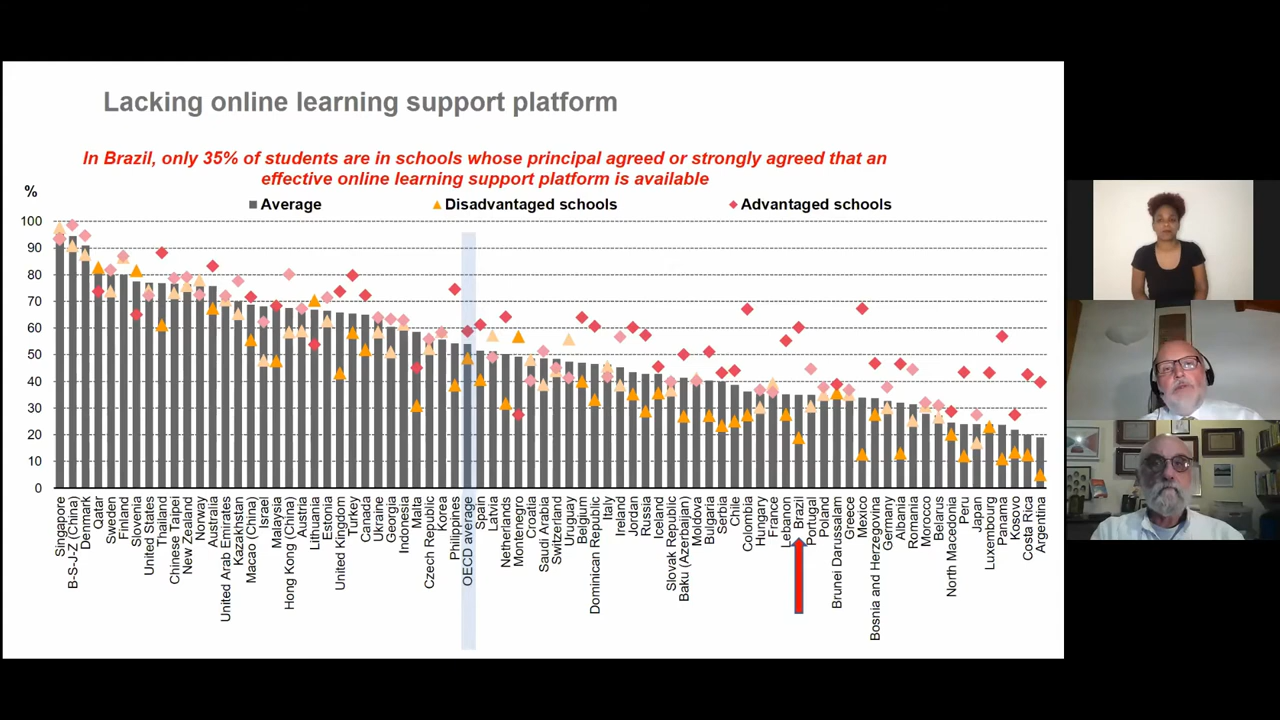 Lacking online learning support platform
In Brazil, only 35% of students are in schools whose principal agreed or strongly agreed that an
effective online learning support platform is available
%
Average
Disadvantaged schools
Advantaged schools
100
90
80
70
60
50
40
30
20
10
0
Singapore
B-S-J-Z (China)
Denmark
Qatar
Sweden
Finland
Slovenia
United States
Thailand
Chinese Taipei
New Zealand
Norway
Australia
United Arab Emirates
Kazakhstan
Macao (China)
Israel
Malaysia
Hong Kong (China)
Austria
Lithuania
Estonia
United Kingdom
Turkey
Canada
Ukraine
Georgia
Indonesia
Malta
Czech Republic
Korea
Philippines
OECD average
Spain
Latvia
Netherlands
Montenegro
Croatia
Saudi Arabia
Switzerland
Uruguay
Belgium
Dominican Republic
Italy
Ireland
Jordan
Russia
Iceland
Slovak Republic
Baku (Azerbaijan)
Moldova
Bulgaria
Serbia
Chile
Colombia
Hungary
France
Lebanon
Brazil
Portugal
Poland
Brunei Darussalam
Greece
Mexico
Bosnia and Herzegovina
Germany
Albania
Romania
Morocco
Belarus
North Macedonia
Peru
Japan
Luxembourg
Panama
Kosovo
Costa Rica
Argentina